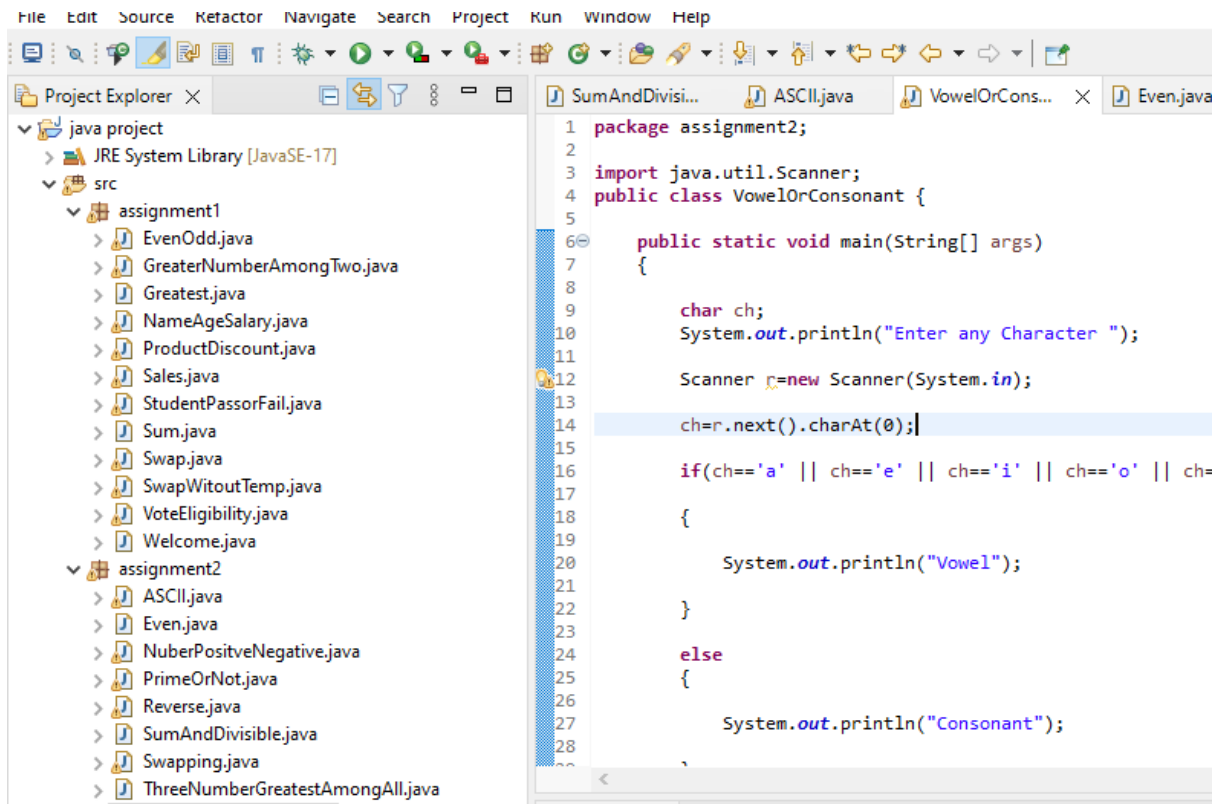 File Edit Source Refactor Navigate Search Project Run Window Help
Project Explorer
java project
JRE System Library [JavaSE-17]
src
assignment1
EvenOdd.java
GreaterNumberAmongTwo.java
Greatest.java
NameAgeSalary.java
ProductDiscount.java
Sales.java
StudentPassorFail.java
Sum.java
Swap.java
SwapWitoutTemp.java
VoteEligibility.java
Welcome.java
assignment2
ASCII.java
Even.java
NuberPositveNegative.java
PrimeOrNot.java
Reverse.java
SumAndDivisible.java
Swapping.java
ThreeNumberGreatestAmongAll.java
SumAndDivisi... ASCII.java VowelOrCons... Even.java
1 package assignment2;
2
3 import java.util.Scanner;
4 public class VowelOrConsonant {
5
6 public static void main(String[] args)
7 {
8
9 char ch;
10 System.out.println("Enter any Character ");
11
12 Scanner r=new Scanner(System.in);
13
14 ch=r.next().charAt(0);
15
16 if(ch=='a' || ch=='e' || ch=='i' || ch=='o' || ch=
17
18 {
19
20 System.out.println("Vowel");
21
22 }
23
24 else
25 {
26
27 System.out.println("Consonant");
28